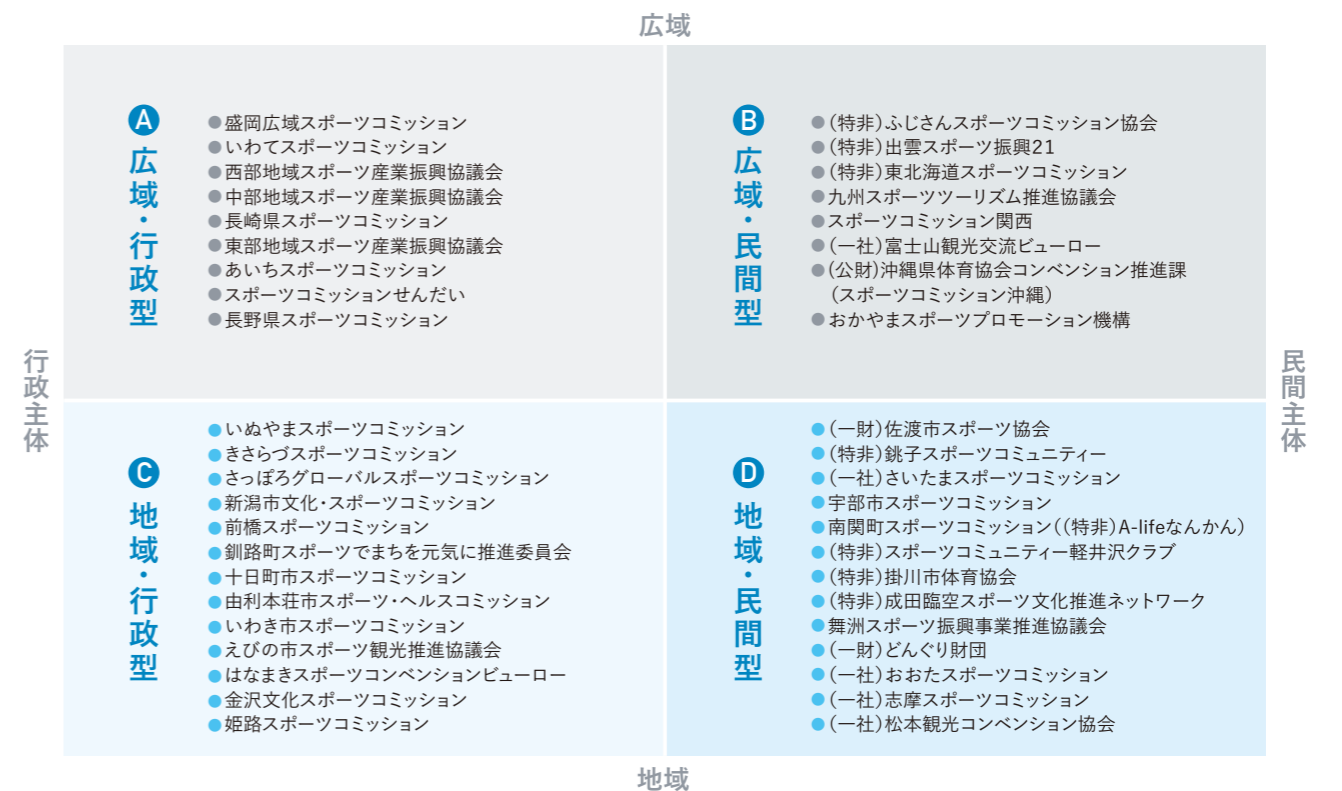 広域
行政主体
民間主体
A
広域・行政型
●盛岡広域スポーツコミッション
●いわてスポーツコミッション
●西部地域スポーツ産業振興協議会
●中部地域スポーツ産業振興協議会
●長崎県スポーツコミッション
●東部地域スポーツ産業振興協議会
●あいちスポーツコミッション
●スポーツコミッションせんだい
●長野県スポーツコミッション
B
広域・民間型
●(特非)ふじさんスポーツコミッション協会
●(特非)出雲スポーツ振興21
●(特非)東北海道スポーツコミッション
●九州スポーツツーリズム推進協議会
●スポーツコミッション関西
●(一社)富士山観光交流ビューロー
●(公財)沖縄県体育協会コンベンション推進課
(スポーツコミッション沖縄)
●おかやまスポーツプロモーション機構
C
地域・行政型
●いぬやまスポーツコミッション
●きさらづスポーツコミッション
●さっぽろグローバルスポーツコミッション
●新潟市文化・スポーツコミッション
●前橋スポーツコミッション
●釧路町スポーツでまちを元気に推進委員会
●十日町市スポーツコミッション
●由利本荘市スポーツ・ヘルスコミッション
●いわき市スポーツコミッション
●えびの市スポーツ観光推進協議会
●はなまきスポーツコンベンションビューロー
●金沢文化スポーツコミッション
●姫路スポーツコミッション
D
地域・民間型
●(一財)佐渡市スポーツ協会
●(特非)銚子スポーツコミュニティー
●(一社)さいたまスポーツコミッション
●宇部市スポーツコミッション
●南関町スポーツコミッション((特非)A-lifeなんかん)
●(特非)スポーツコミュニティー軽井沢クラブ
●(特非)掛川市体育協会
●(特非)成田臨空スポーツ文化推進ネットワーク
●舞洲スポーツ振興事業推進協議会
●(一財)どんぐり財団
●(一社)おおたスポーツコミッション
●(一社)志摩スポーツコミッション
●(一社)松本観光コンベンション協会
地域